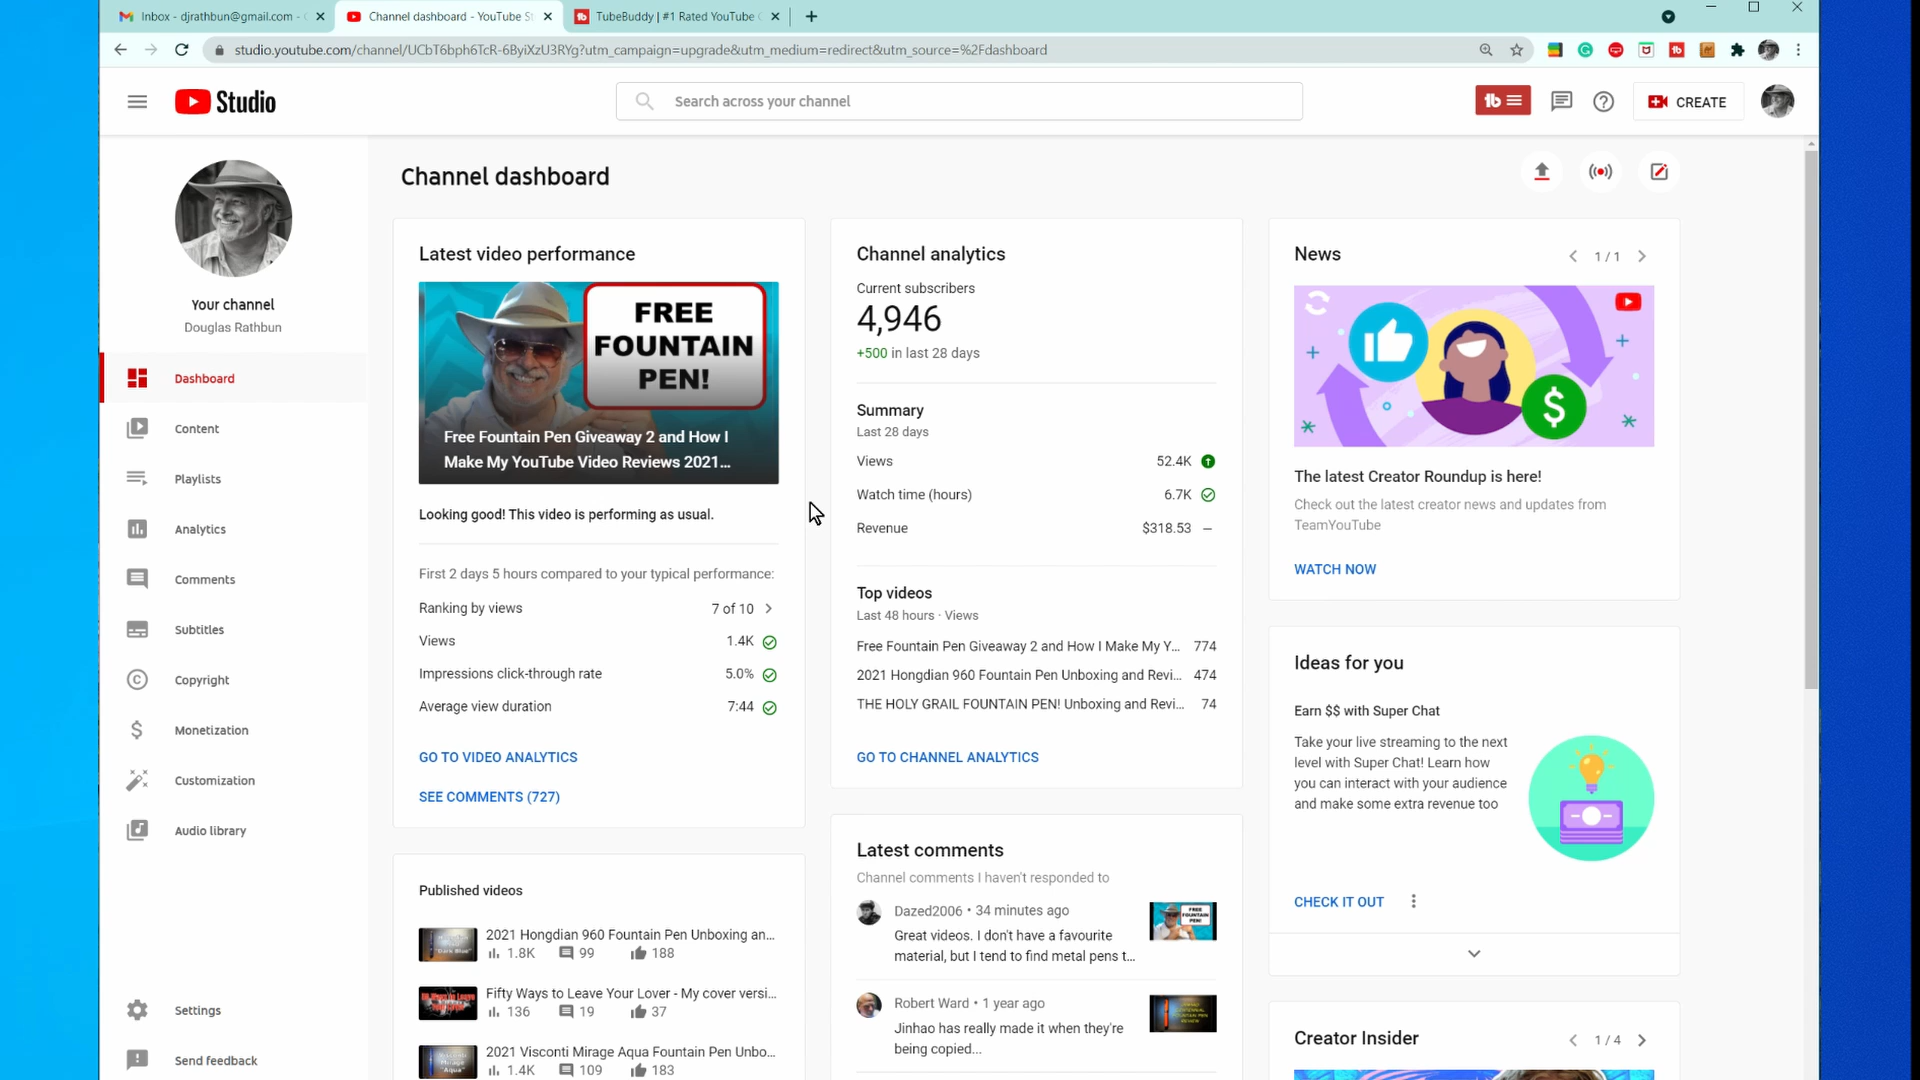 Inbox - djrathbun@gmail.com -
Channel dashboard - YouTube S
TubeBuddy | #1 Rated YouTube
studio.youtube.com/channel/UCbT6bph6TcR-6ByiXzU3RYg?utm_campaign=upgrade&utm_medium=redirect&utm_source=%2Fdashboard
Studio
Search across your channel
CREATE
Your channel
Douglas Rathbun
Dashboard
Content
Playlists
Analytics
Comments
Subtitles
Copyright
Monetization
Customization
Audio library
Settings
Send feedback
Channel dashboard
Latest video performance
FREE
FOUNTAIN
PEN!
Free Fountain Pen Giveaway 2 and How I
Make My YouTube Video Reviews 2021...
Looking good! This video is performing as usual.
First 2 days 5 hours compared to your typical performance:
Ranking by views 7 of 10
Views 1.4K
Impressions click-through rate 5.0%
Average view duration 7:44
GO TO VIDEO ANALYTICS
SEE COMMENTS (727)
Published videos
2021 Hongdian 960 Fountain Pen Unboxing an...
1.8K 99 188
Fifty Ways to Leave Your Lover - My cover versi...
136 19 37
2021 Visconti Mirage Aqua Fountain Pen Unbo...
1.4K 109 183
Channel analytics
Current subscribers
4,946
+500 in last 28 days
Summary
Last 28 days
Views 52.4K
Watch time (hours) 6.7K
Revenue $318.53 –
Top videos
Last 48 hours · Views
Free Fountain Pen Giveaway 2 and How I Make My Y... 774
2021 Hongdian 960 Fountain Pen Unboxing and Revi... 474
THE HOLY GRAIL FOUNTAIN PEN! Unboxing and Revi... 74
GO TO CHANNEL ANALYTICS
Latest comments
Channel comments I haven't responded to
Dazed2006 • 34 minutes ago
Great videos. I don't have a favourite
material, but I tend to find metal pens t...
FREE
FOUNTAIN
PEN!
Robert Ward • 1 year ago
Jinhao has really made it when they're
being copied...
News
1 / 1
The latest Creator Roundup is here!
Check out the latest creator news and updates from
TeamYouTube
WATCH NOW
Ideas for you
Earn $$ with Super Chat
Take your live streaming to the next
level with Super Chat! Learn how
you can interact with your audience
and make some extra revenue too
CHECK IT OUT
Creator Insider
1 / 4